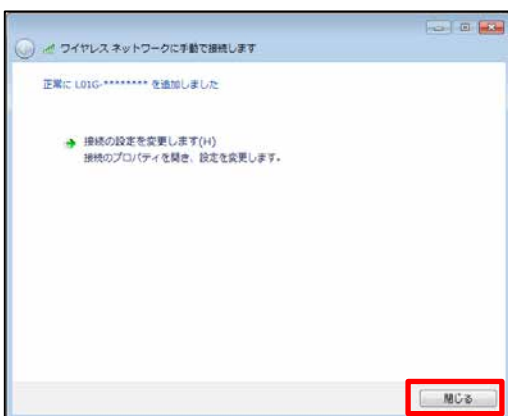 ワイヤレス ネットワークに手動で接続します
正常に L01G-******** を追加しました
接続の設定を変更します(H)
接続のプロパティを開き、設定を変更します。
閉じる